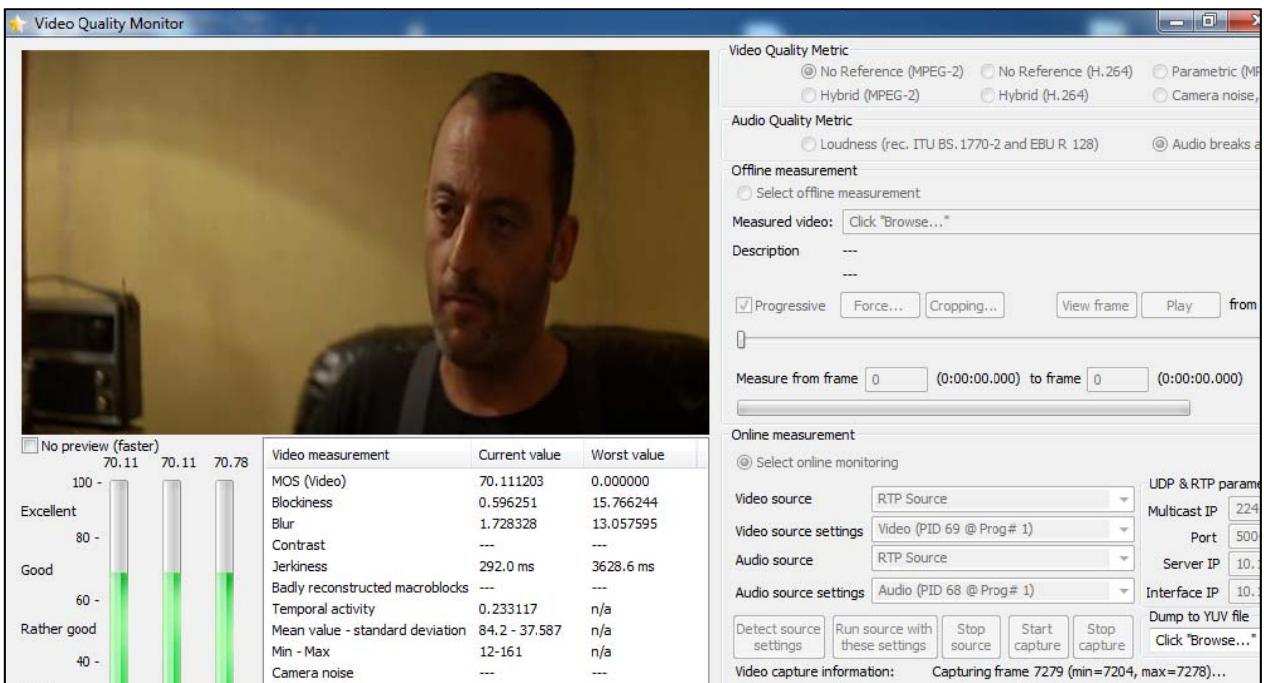 Video Quality Monitor
Video Quality Metric
No Reference (MPEG-2) No Reference (H.264) Parametric (MP
Hybrid (MPEG-2) Hybrid (H.264) Camera noise,
Audio Quality Metric
Loudness (rec. ITU BS.1770-2 and EBU R 128) Audio breaks a
Offline measurement
Select offline measurement
Measured video: Click "Browse..."
Description ---
---
Progressive Force... Cropping... View frame Play from
Measure from frame 0 (0:00:00.000) to frame 0 (0:00:00.000)
No preview (faster)
70.11 70.11 70.78
100 -
Excellent
80 -
Good
60 -
Rather good
40 -
Video measurement Current value Worst value
MOS (Video) 70.111203 0.000000
Blockiness 0.596251 15.766244
Blur 1.728328 13.057595
Contrast --- ---
Jerkiness 292.0 ms 3628.6 ms
Badly reconstructed macroblocks --- ---
Temporal activity 0.233117 n/a
Mean value - standard deviation 84.2 - 37.587 n/a
Min - Max 12-161 n/a
Camera noise --- ---
Online measurement
Select online monitoring
Video source RTP Source
Video source settings Video (PID 69 @ Prog# 1)
Audio source RTP Source
Audio source settings Audio (PID 68 @ Prog# 1)
UDP & RTP parame
Multicast IP 224
Port 500
Server IP 10.
Interface IP 10.
Dump to YUV file
Click "Browse..."
Detect source settings Run source with these settings Stop source Start capture Stop capture
Video capture information: Capturing frame 7279 (min=7204, max=7278)...